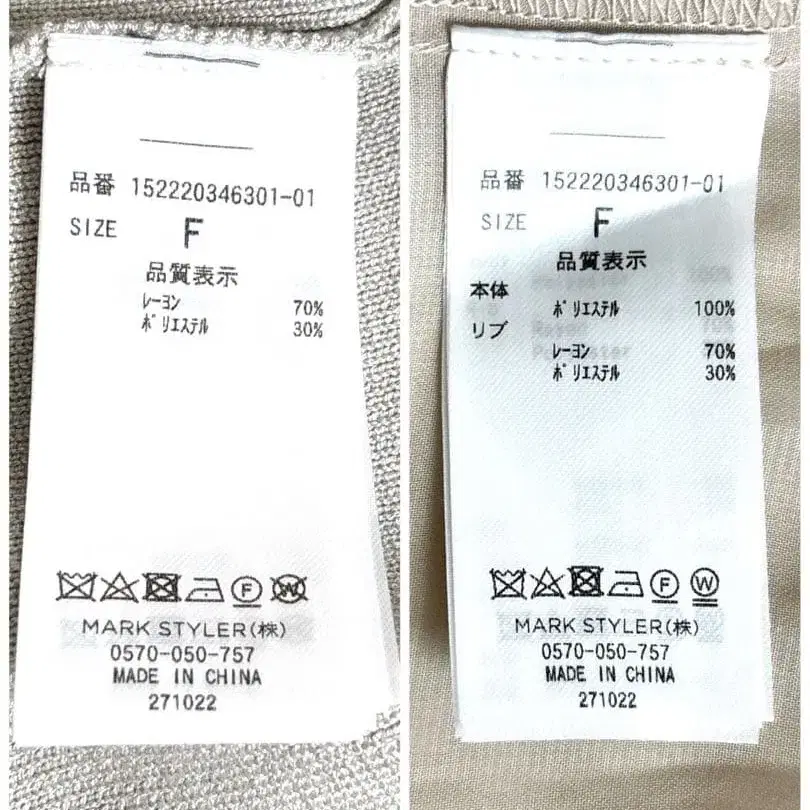 品番 152220346301-01
SIZE F
品質表示
レーヨン 70%
ポリエステル 30%
MARK STYLER(株)
0570-050-757
MADE IN CHINA
271022
品番 152220346301-01
SIZE F
品質表示
本体 ポリエステル 100%
リブ
レーヨン 70%
ポリエステル 30%
F W
MARK STYLER(株)
0570-050-757
MADE IN CHINA
271022